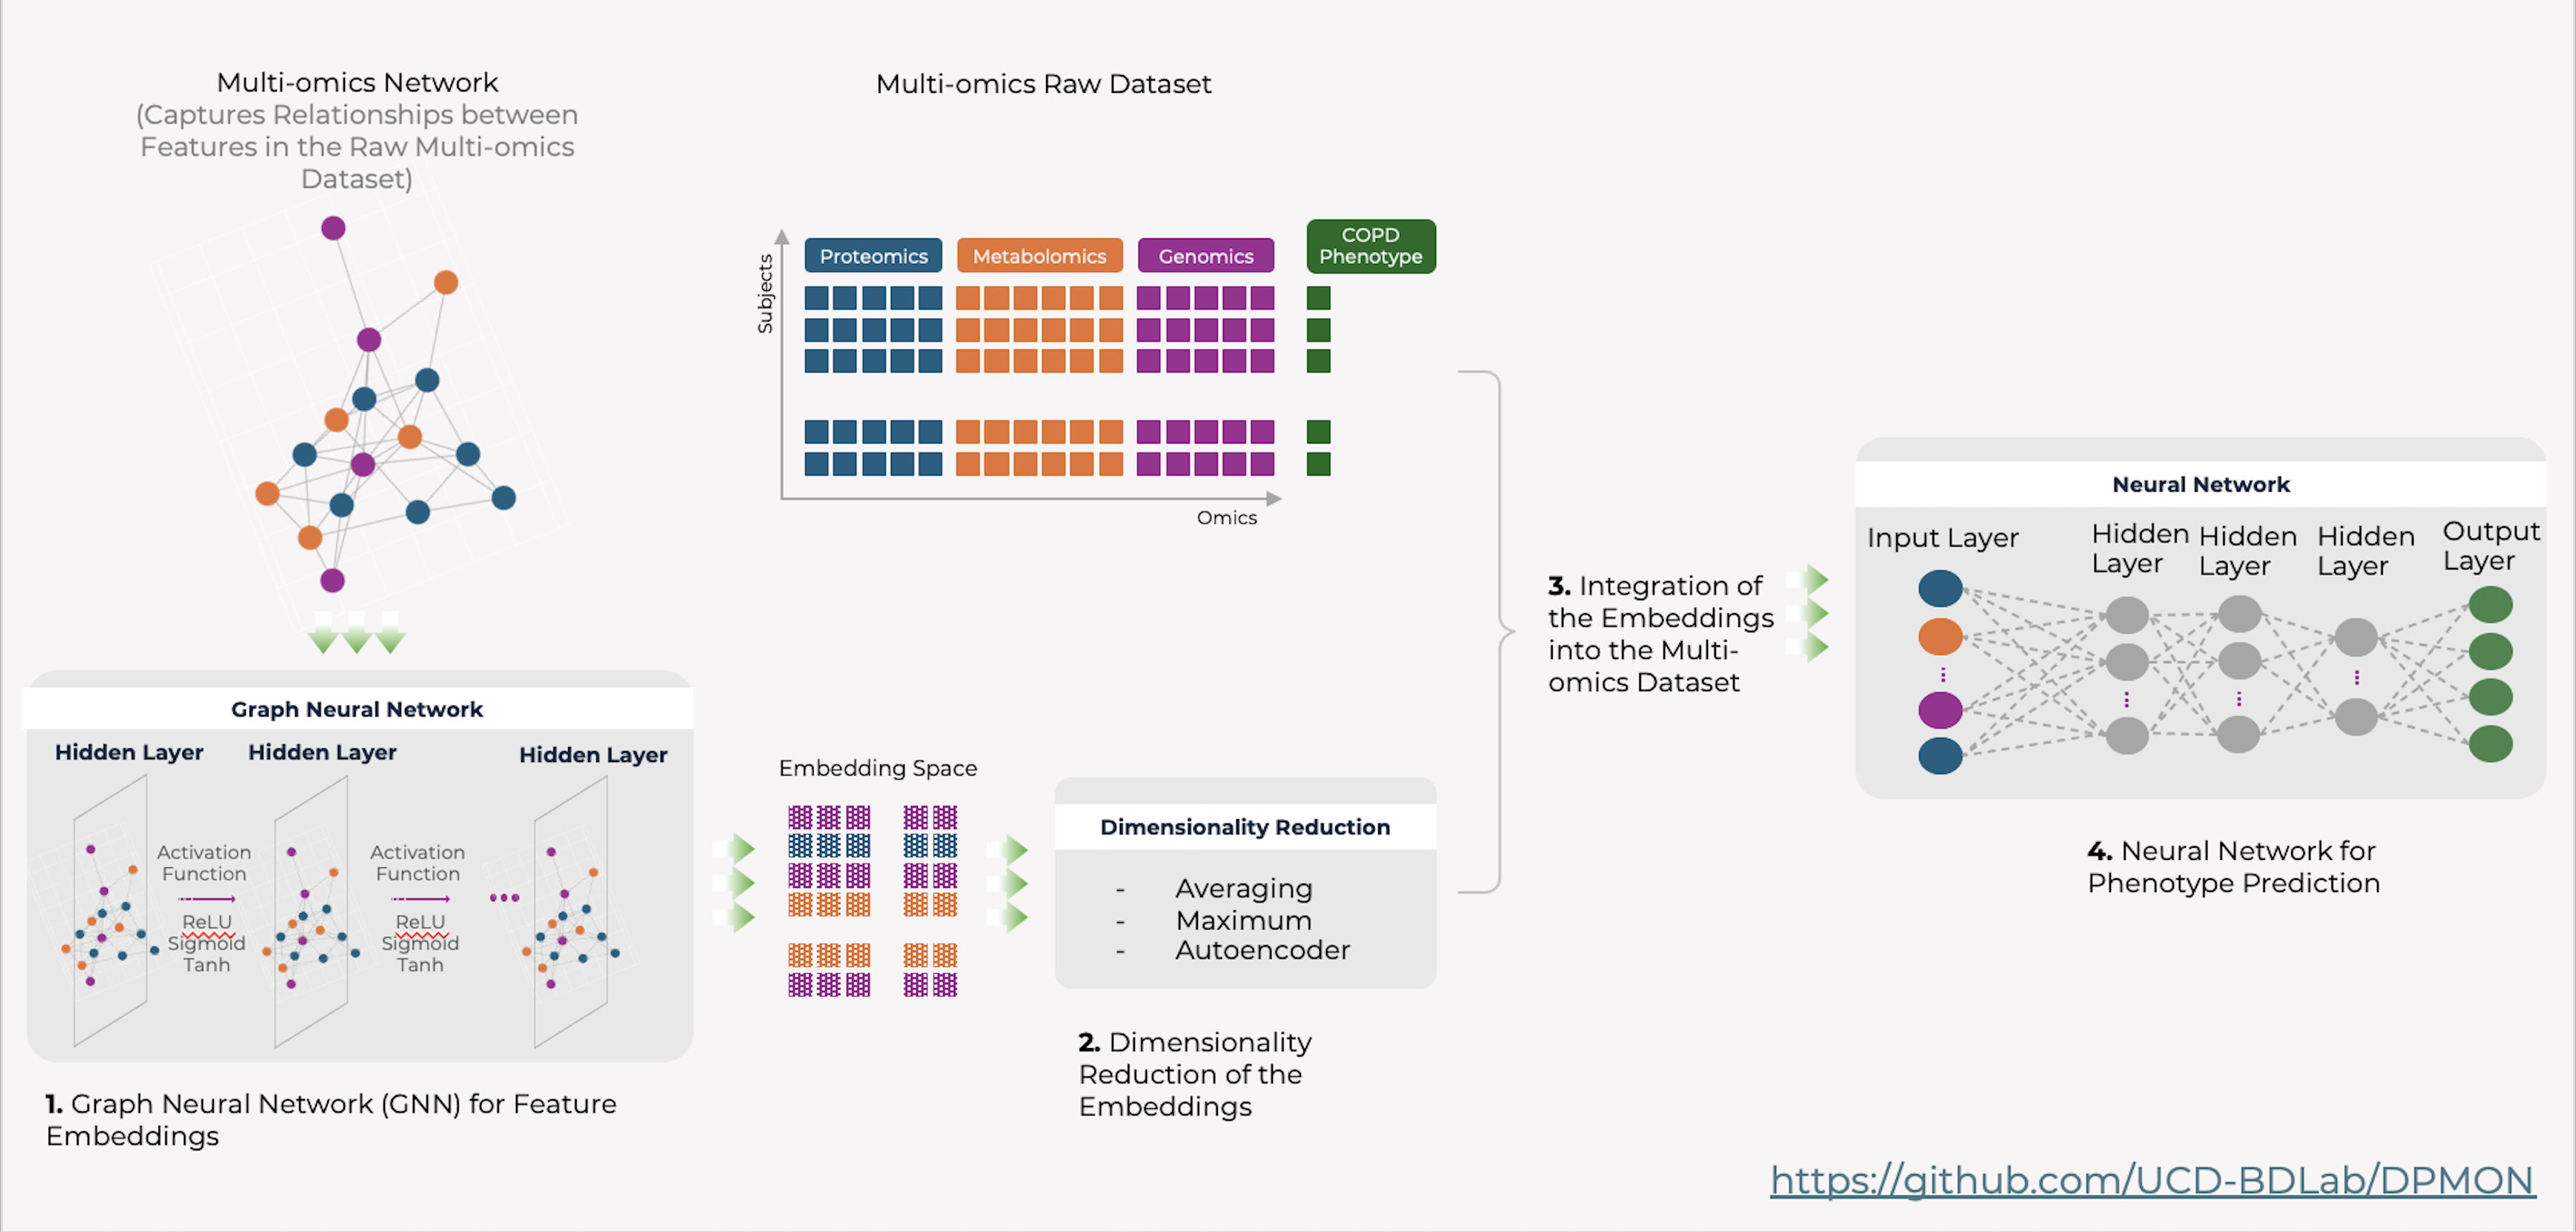 Multi-omics Network
(Captures Relationships between
Features in the Raw Multi-omics
Dataset)
Multi-omics Raw Dataset
Subjects
Proteomics
Metabolomics
Genomics
COPD
Phenotype
Omics
Graph Neural Network
Hidden Layer
Hidden Layer
Hidden Layer
Activation
Function
ReLU
Sigmoid
Tanh
Activation
Function
ReLU
Sigmoid
Tanh
1. Graph Neural Network (GNN) for Feature
Embeddings
Embedding Space
Dimensionality Reduction
- Averaging
- Maximum
- Autoencoder
2. Dimensionality
Reduction of the
Embeddings
3. Integration of
the Embeddings
into the Multi-
omics Dataset
Neural Network
Input Layer
Hidden
Layer
Hidden
Layer
Hidden
Layer
Output
Layer
4. Neural Network for
Phenotype Prediction
https://github.com/UCD-BDLab/DPMON